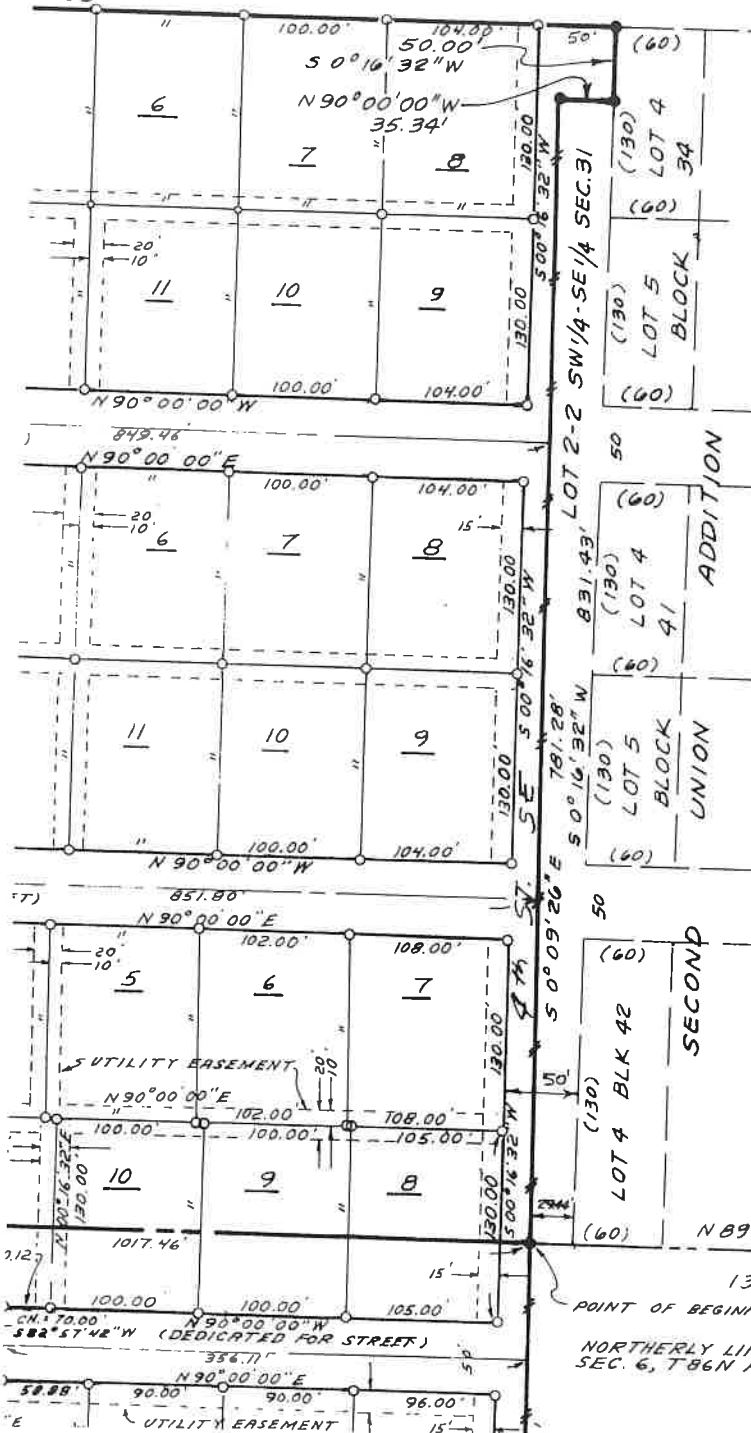 "
100.00'
104.00'
50'
(60)
50.00'
S 0°16'32"W
N 90°00'00"W
35.34'
6
7
8
"
"
130.00
S 00°16'32"W
(130)
LOT 4
34
"
"
"
(60)
20'
10'
11
10
9
"
"
"
130.00
LOT 2-2 SW 1/4-SE 1/4 SEC. 31
(130)
LOT 5
BLOCK
(60)
100.00'
104.00'
N 90°00'00"W
849.46'
50
N 90°00'00"E
"
100.00'
104.00'
(60)
20'
10'
15'
6
7
8
"
"
"
130.00
S 00°16'32"W
831.43'
(130)
LOT 4
41
ADDITION
(60)
11
10
9
"
"
"
130.00
SE
781.28'
S 0°16'32"W
(130)
LOT 5
BLOCK
UNION
(60)
"
100.00'
104.00'
N 90°00'00"W
851.80'
50
N 90°00'00"E
102.00'
108.00'
(60)
20'
10'
5
6
7
"
"
130.00'
4th ST.
S 0°09'26"E
SECOND
5' UTILITY EASEMENT
20'
10'
50'
(130)
LOT 4 BLK 42
N 90°00'00"E
"
102.00'
108.00'
100.00'
100.00'
105.00'
N 00°16'32"E
130.00'
10
9
8
"
"
130.00
S 00°16'32"W
(60)
N 89
1017.46'
15'
13
POINT OF BEGINN
100.00
100.00
105.00'
CH. = 70.00'
S82°57'42"W
N 90°00'00"W
(DEDICATED FOR STREET)
356.11'
50'
NORTHERLY LI
SEC. 6, T86N
N 90°00'00"E
58.88'
90.00'
90.00'
96.00'
UTILITY EASEMENT
15'